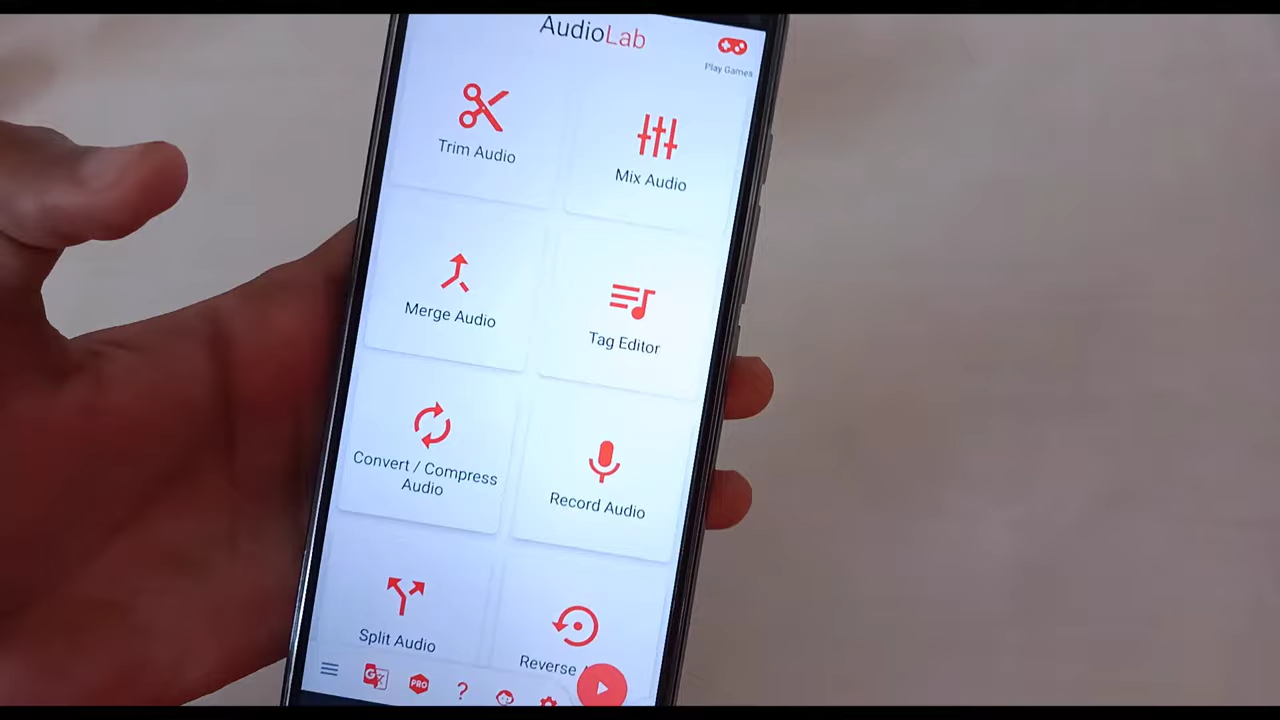 AudioLab
Play Games
Trim Audio
Mix Audio
Merge Audio
Tag Editor
Convert / Compress
Audio
Record Audio
Split Audio
Reverse
PRO
?